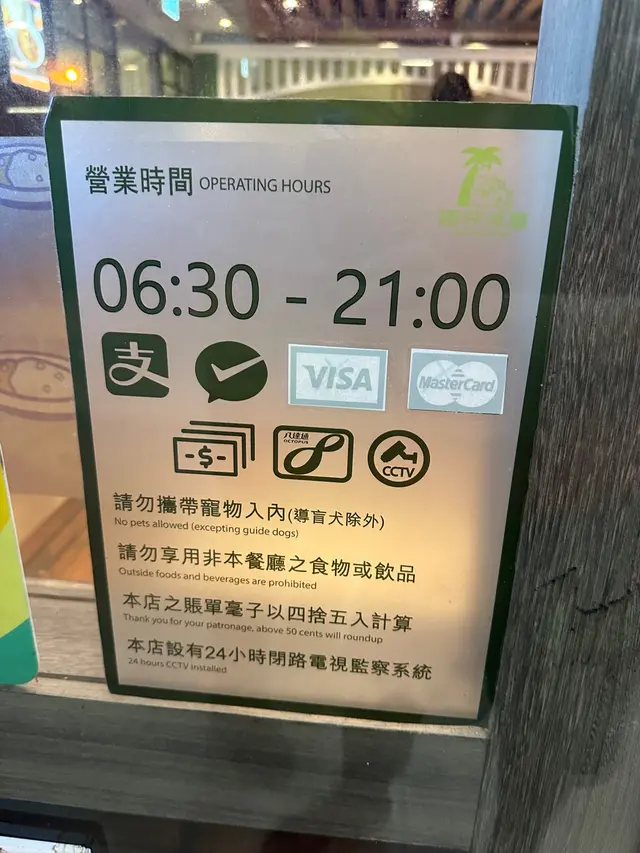 營業時間 OPERATING HOURS
06:30 - 21:00
支 VISA MasterCard
-$- 八達通 OCTOPUS CCTV
請勿攜帶寵物入內(導盲犬除外)
No pets allowed (excepting guide dogs)
請勿享用非本餐廳之食物或飲品
Outside foods and beverages are prohibited
本店之賬單毫子以四捨五入計算
Thank you for your patronage, above 50 cents will roundup
本店設有24小時閉路電視監察系統
24 hours CCTV installed